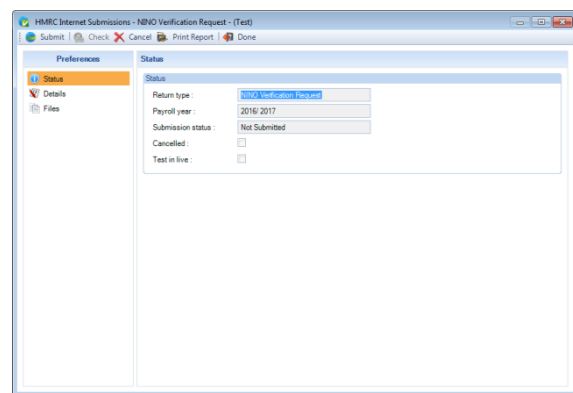 HMRC Internet Submissions - NINO Verification Request - (Test)
Submit Check Cancel Print Report Done
Preferences
Status
Details
Files
Status
Status
Return type : NINO Verification Request
Payroll year : 2016/ 2017
Submission status : Not Submitted
Cancelled :
Test in live :